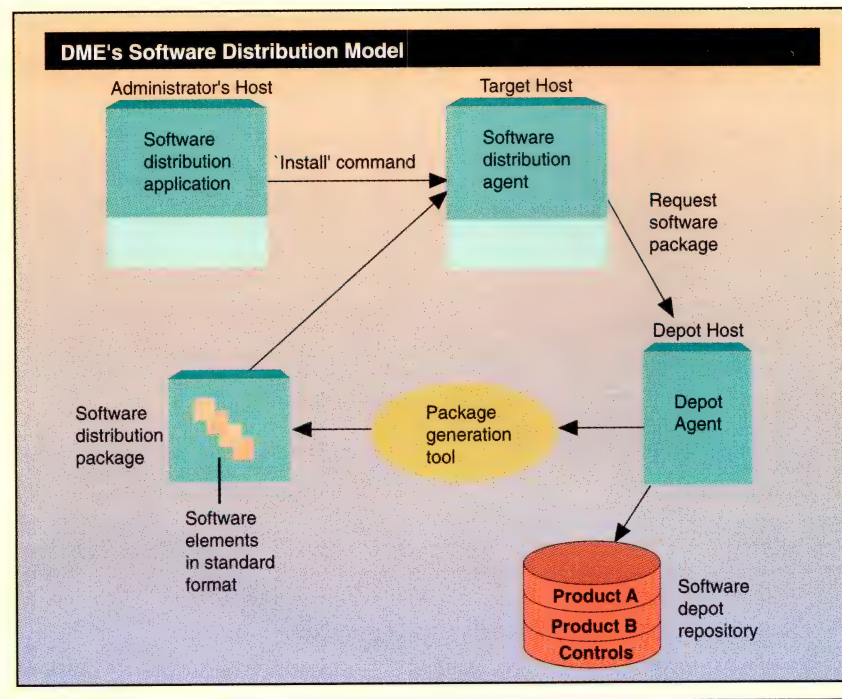 DME's Software Distribution Model
Administrator's Host
Target Host
Software
distribution
application
`Install' command
Software
distribution
agent
Request
software
package
Depot Host
Depot
Agent
Package
generation
tool
Software
distribution
package
Software
elements
in standard
format
Product A
Product B
Controls
Software
depot
repository